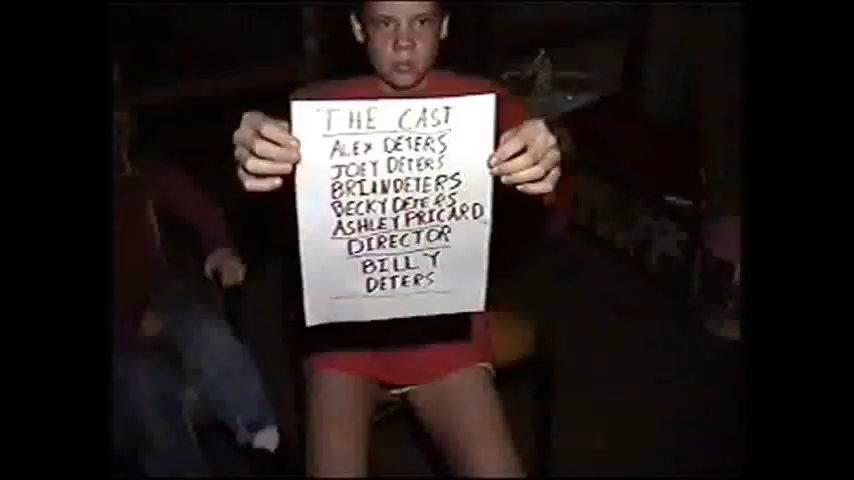 THE CAST
ALEX DETERS
JOEY DETERS
BRIAN DETERS
BECKY DETERS
ASHLEY PRICARD
DIRECTOR
BILLY
DETERS